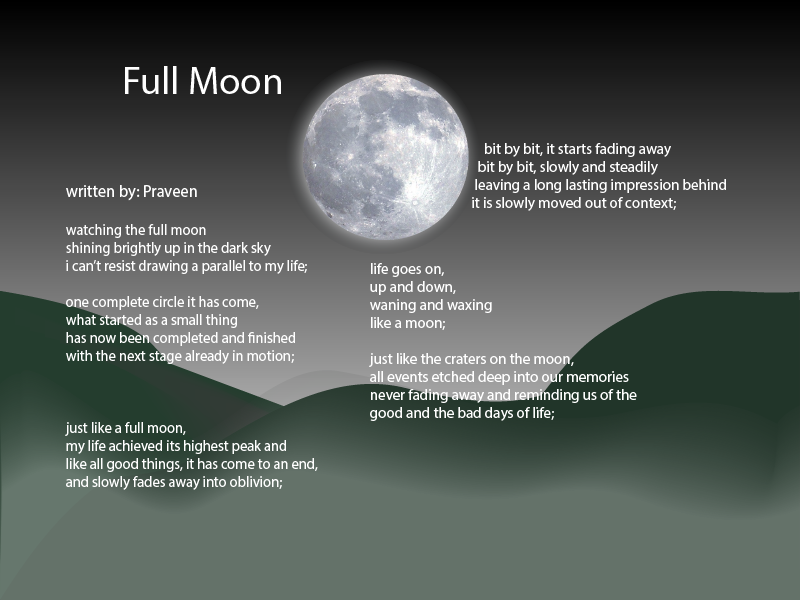 Full Moon
written by: Praveen
watching the full moon
shining brightly up in the dark sky
i can't resist drawing a parallel to my life;
one complete circle it has come,
what started as a small thing
has now been completed and finished
with the next stage already in motion;
just like a full moon,
my life achieved its highest peak and
like all good things, it has come to an end,
and slowly fades away into oblivion;
bit by bit, it starts fading away
bit by bit, slowly and steadily
leaving a long lasting impression behind
it is slowly moved out of context;
life goes on,
up and down,
waning and waxing
like a moon;
just like the craters on the moon,
all events etched deep into our memories
never fading away and reminding us of the
good and the bad days of life;